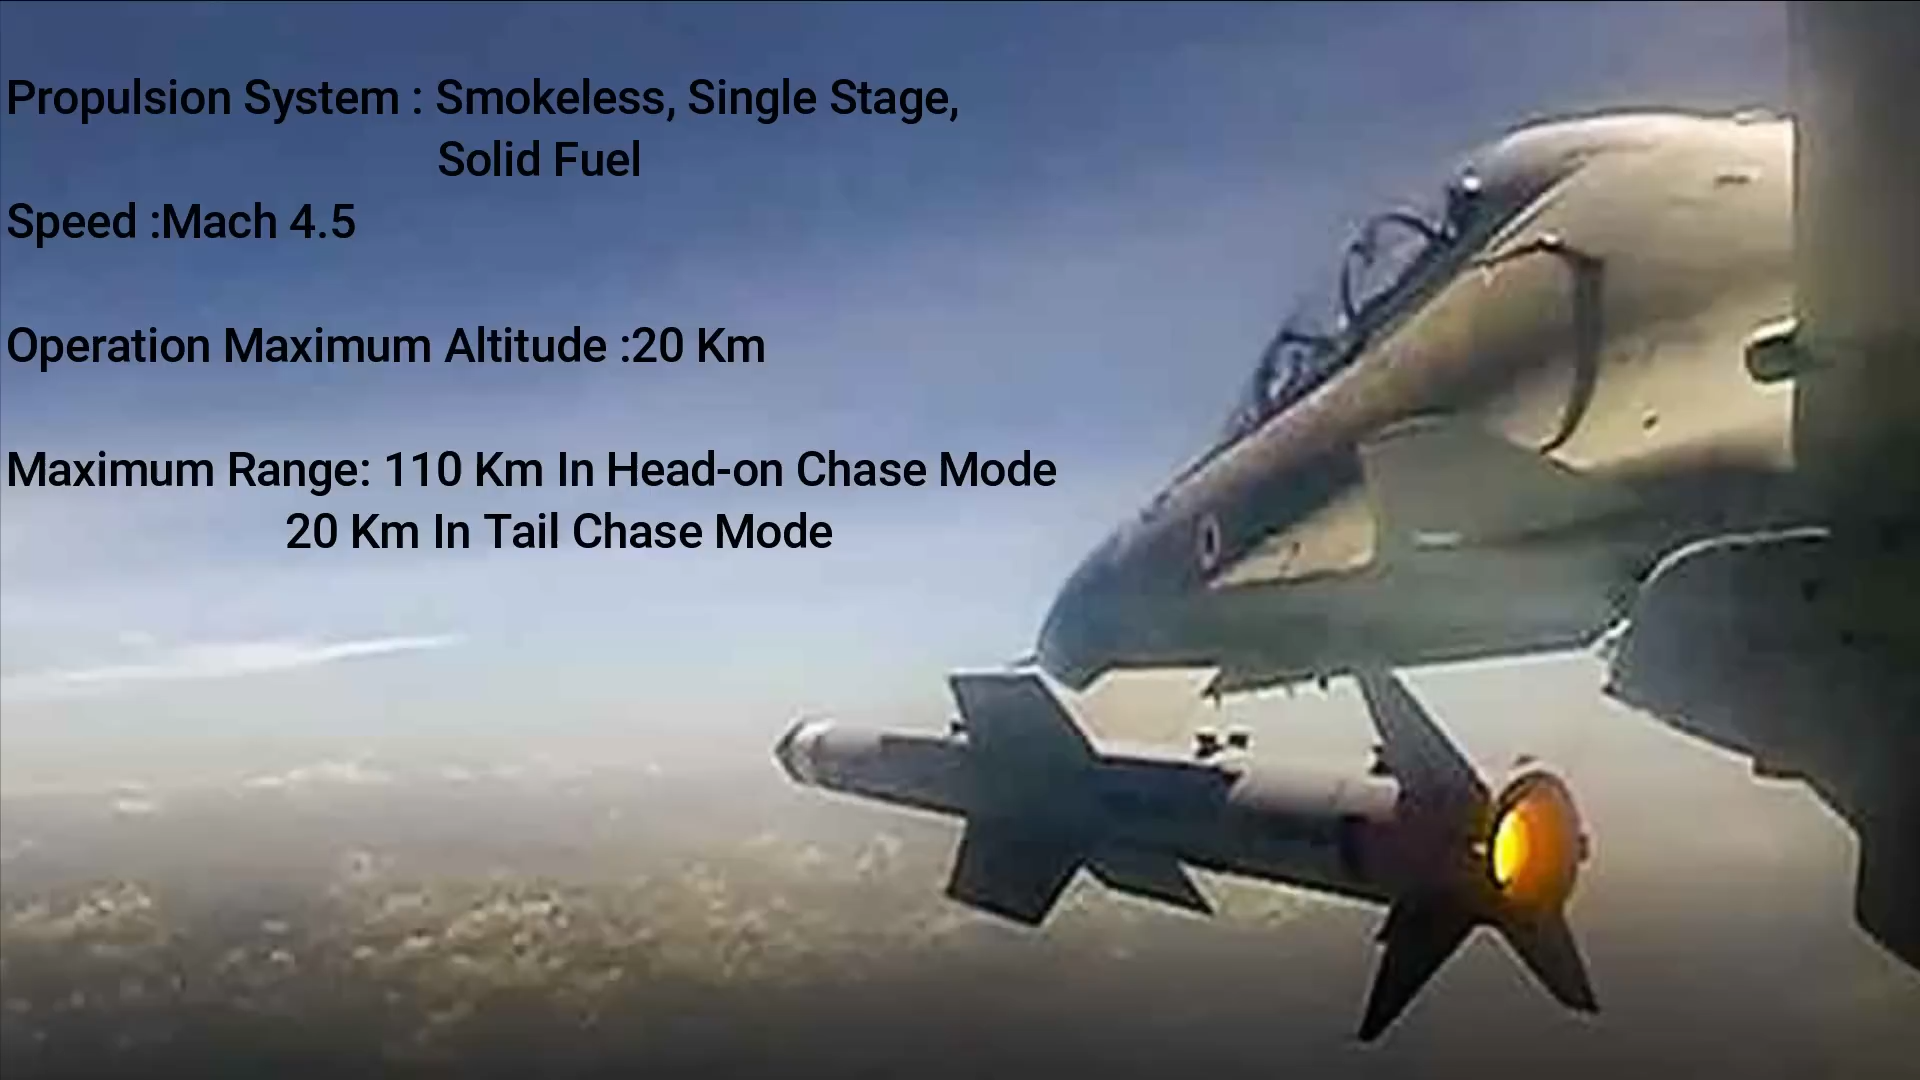 Propulsion System : Smokeless, Single Stage,
Solid Fuel
Speed :Mach 4.5
Operation Maximum Altitude :20 Km
Maximum Range: 110 Km In Head-on Chase Mode
20 Km In Tail Chase Mode